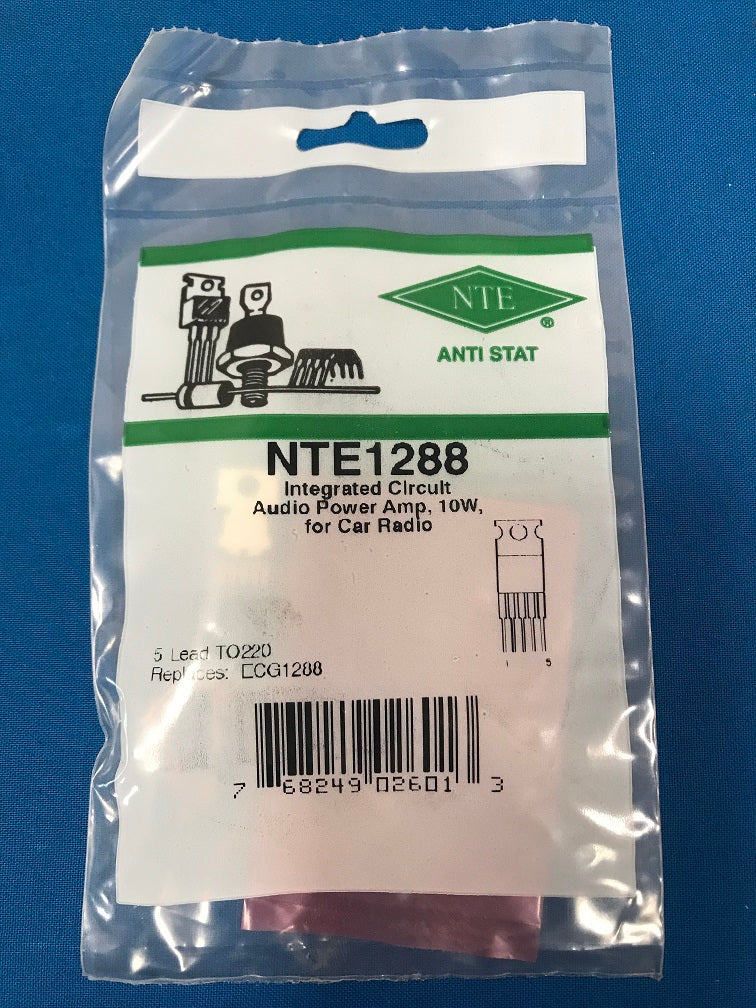 NTE ®
ANTI STAT
NTE1288
Integrated Circuit
Audio Power Amp, 10W,
for Car Radio
5 Lead TO220
Replaces: ECG1288
1 5
7 68249 02601 3